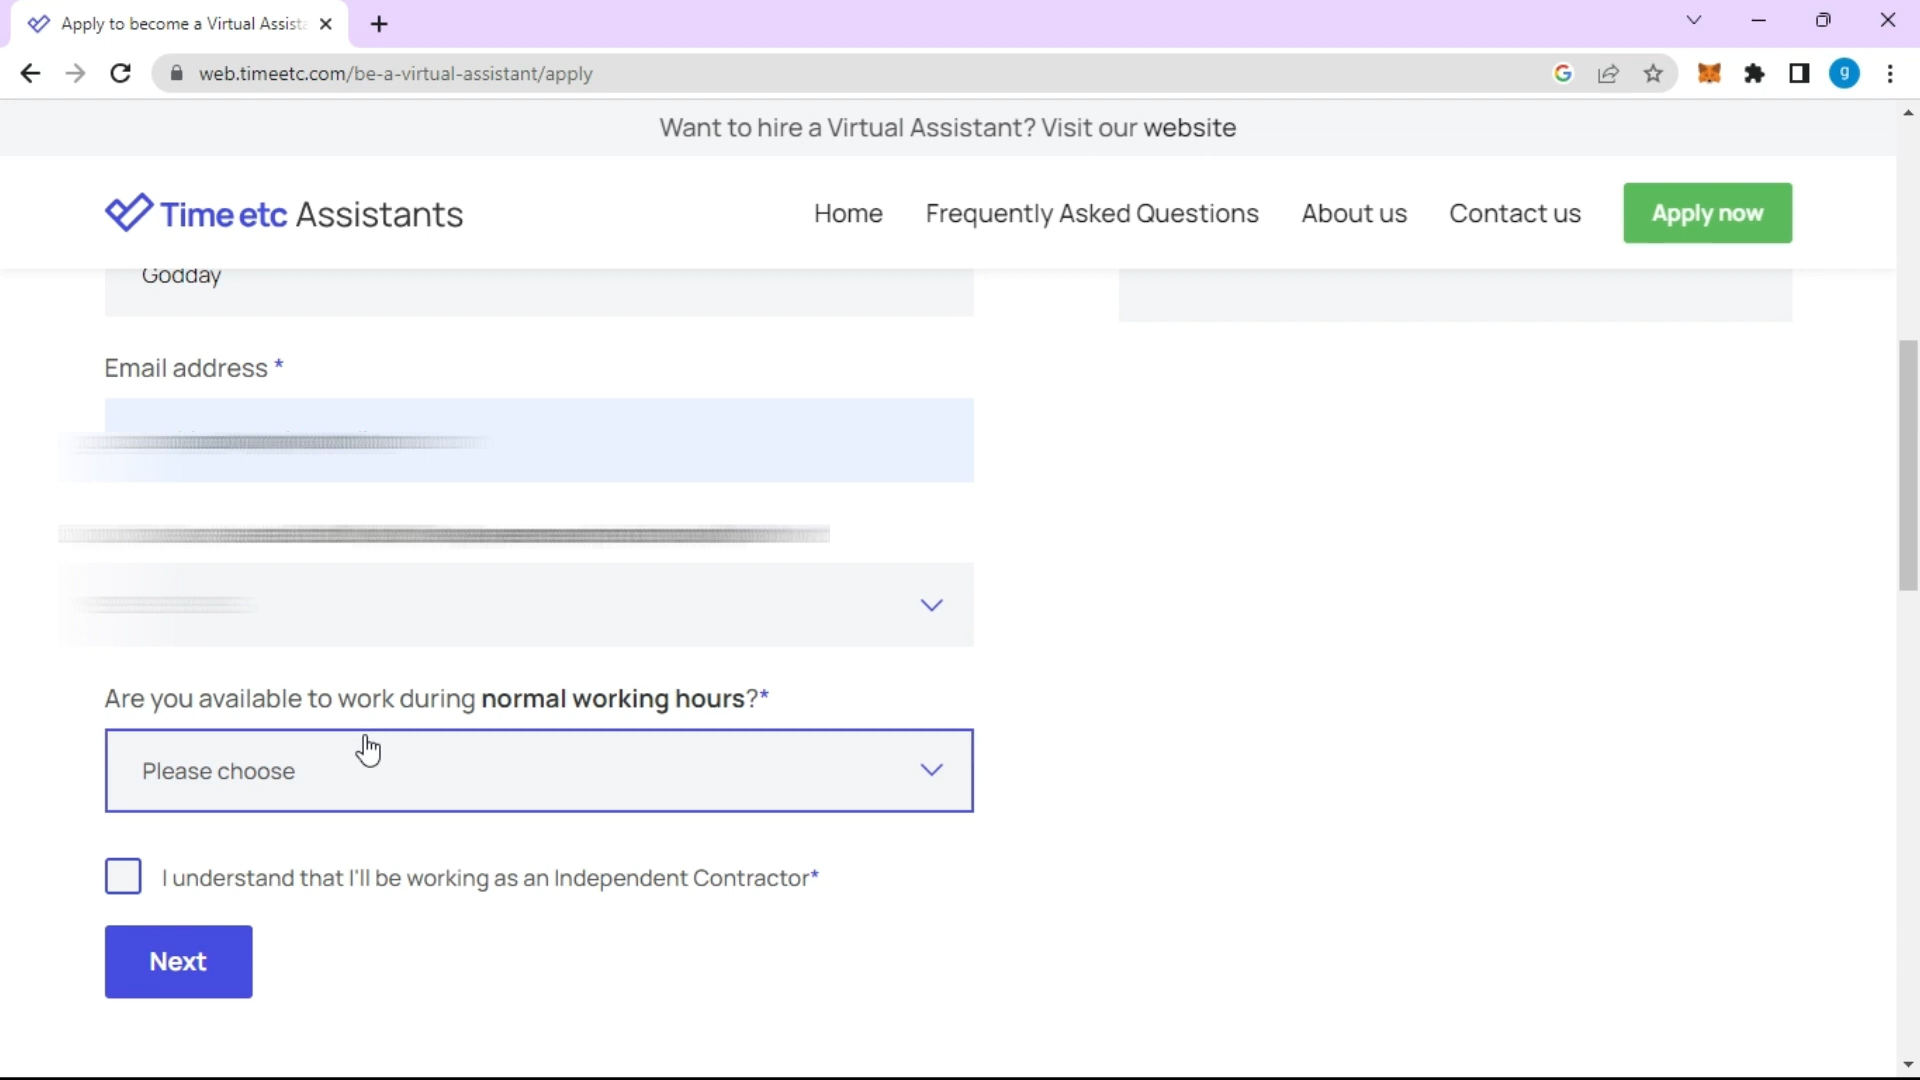 Apply to become a Virtual Assista
web.timeetc.com/be-a-virtual-assistant/apply
g
Want to hire a Virtual Assistant? Visit our website
Time etc Assistants
Home
Frequently Asked Questions
About us
Contact us
Apply now
Godday
Email address *
Are you available to work during normal working hours?*
Please choose
I understand that I'll be working as an Independent Contractor*
Next